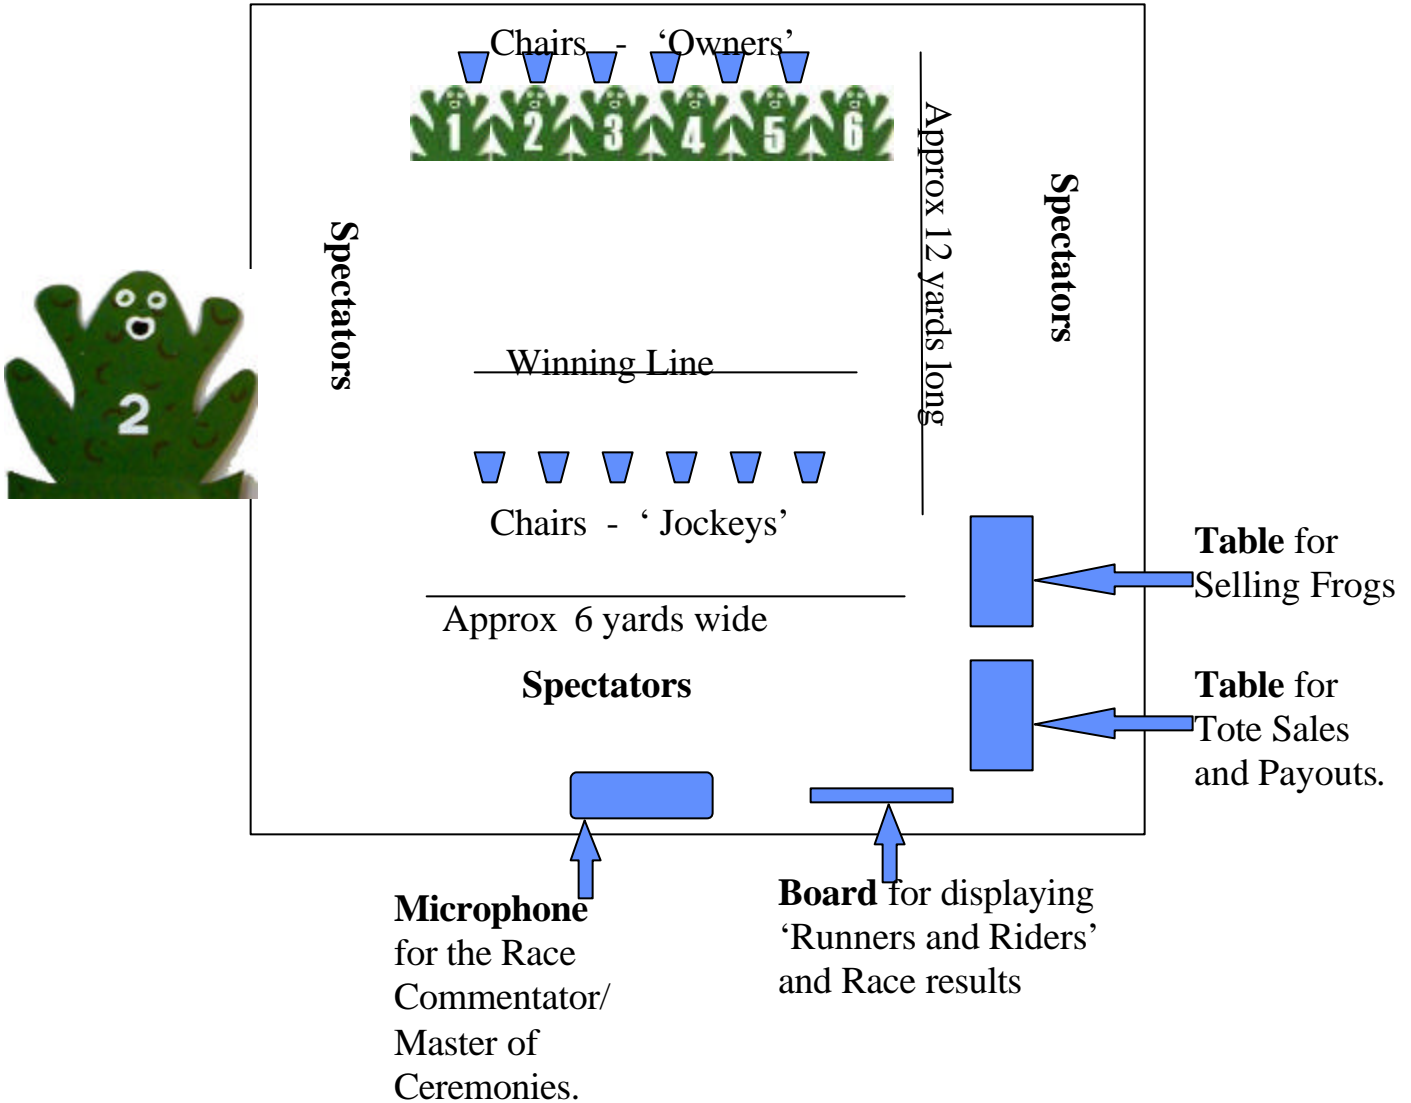 Chairs - ‘Owners’
1 2 3 4 5 6
Approx 12 yards long
Spectators
Spectators
2
Winning Line
Chairs - ‘ Jockeys’
Approx 6 yards wide
Spectators
Table for
Selling Frogs
Table for
Tote Sales
and Payouts.
Microphone
for the Race
Commentator/
Master of
Ceremonies.
Board for displaying
‘Runners and Riders’
and Race results